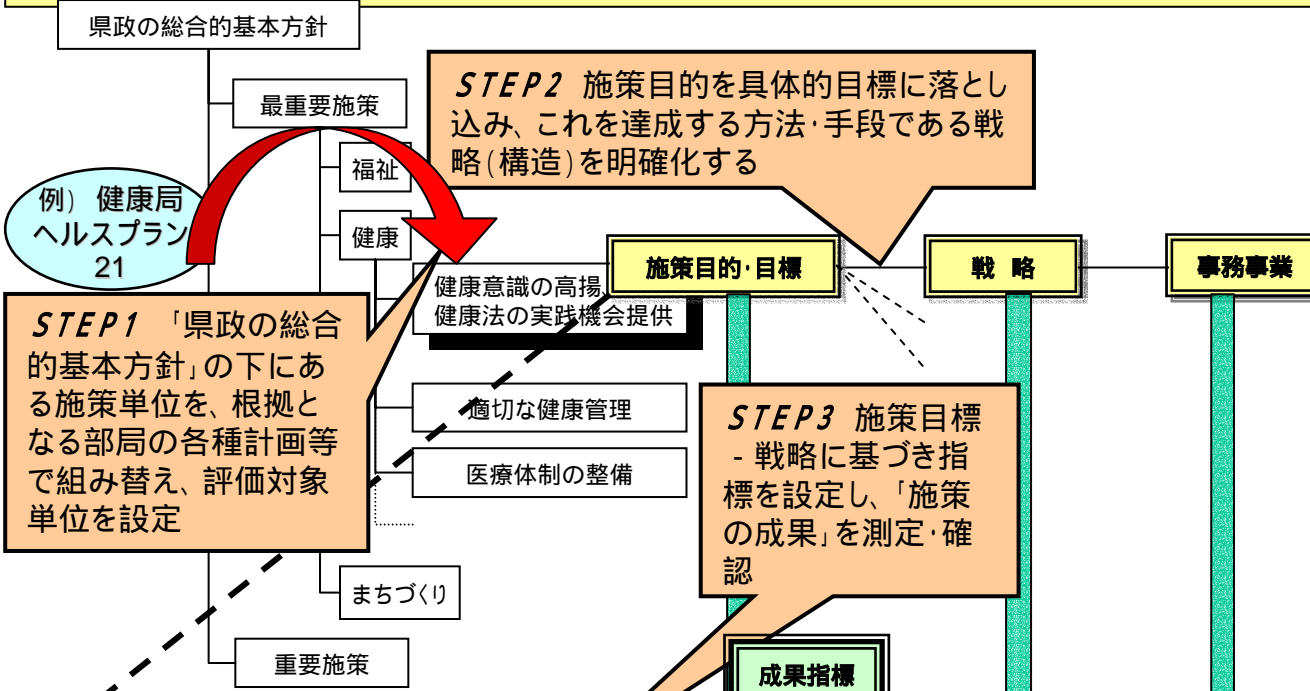 県政の総合的基本方針
最重要施策
STEP2 施策目的を具体的目標に落とし
込み、これを達成する方法・手段である戦
略(構造)を明確化する
福祉
例) 健康局
ヘルスプラン
21
健康
施策目的・目標
戦 略
事務事業
健康意識の高揚、
健康法の実践機会提供
STEP1 「県政の総合
的基本方針」の下にあ
る施策単位を、根拠と
なる部局の各種計画等
で組み替え、評価対象
単位を設定
適切な健康管理
医療体制の整備
STEP3 施策目標
- 戦略に基づき指
標を設定し、「施策
の成果」を測定・確
認
まちづくり
重要施策
成果指標